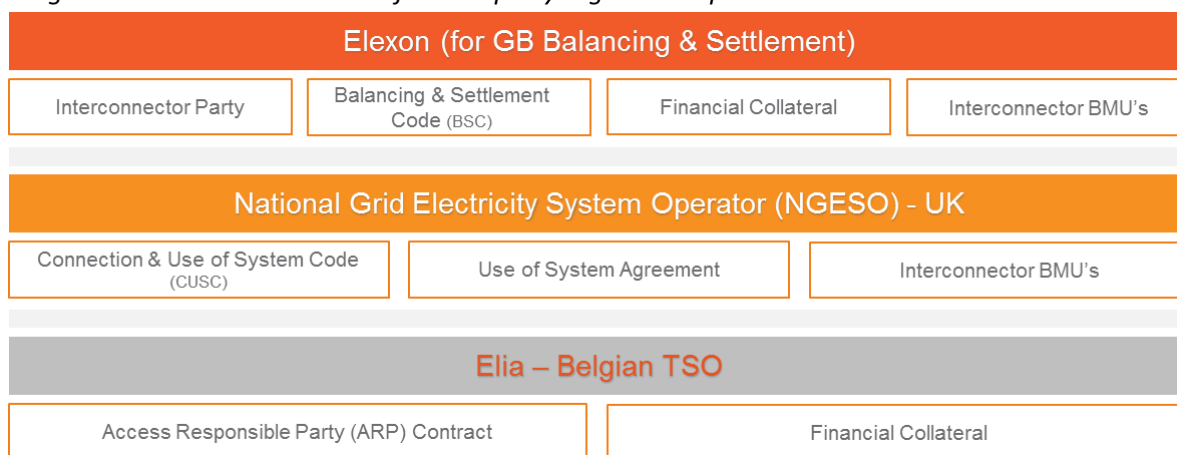 Elexon (for GB Balancing & Settlement)
Interconnector Party
Balancing & Settlement
Code (BSC)
Financial Collateral
Interconnector BMU's
National Grid Electricity System Operator (NGESO) - UK
Connection & Use of System Code
(CUSC)
Use of System Agreement
Interconnector BMU's
Elia – Belgian TSO
Access Responsible Party (ARP) Contract
Financial Collateral